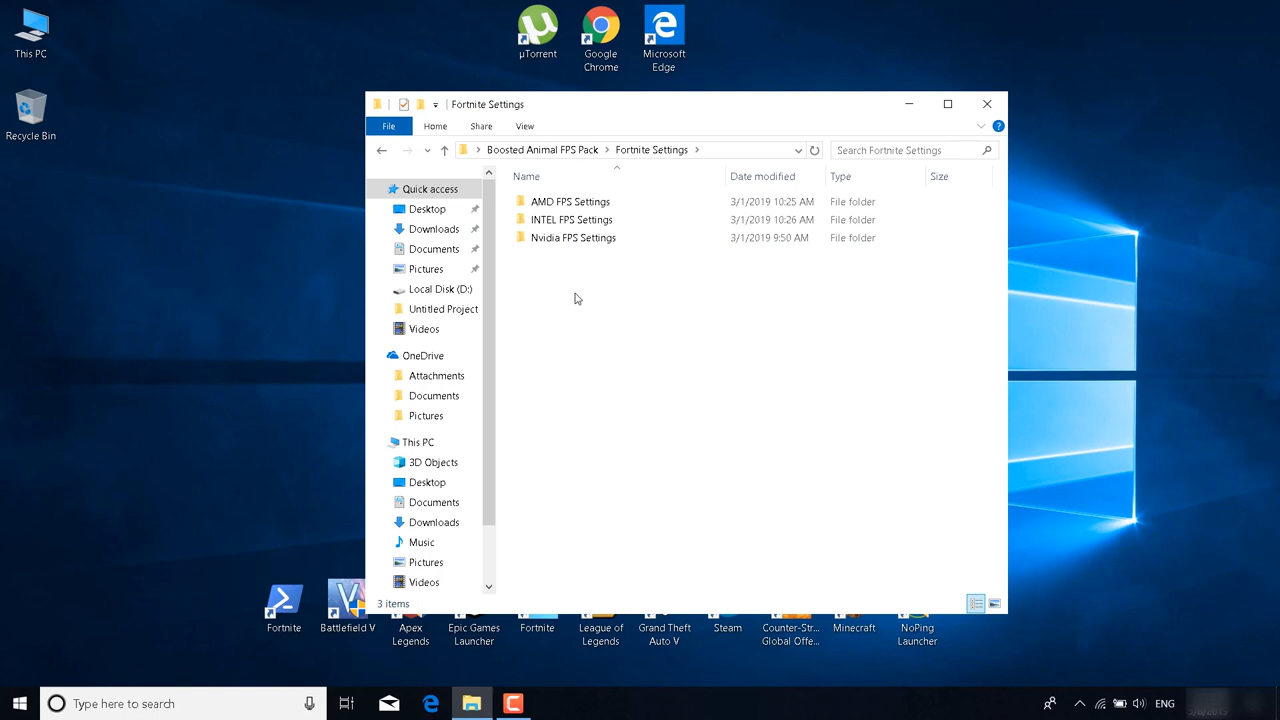 This PC
Recycle Bin
µTorrent
Google
Chrome
Microsoft
Edge
Fortnite Settings
File
Home
Share
View
Boosted Animal FPS Pack
Fortnite Settings
Search Fortnite Settings
Name
Date modified
Type
Size
AMD FPS Settings
3/1/2019 10:25 AM
File folder
INTEL FPS Settings
3/1/2019 10:26 AM
File folder
Nvidia FPS Settings
3/1/2019 9:50 AM
File folder
Quick access
Desktop
Downloads
Documents
Pictures
Local Disk (D:)
Untitled Project
Videos
OneDrive
Attachments
Documents
Pictures
This PC
3D Objects
Desktop
Documents
Downloads
Music
Pictures
Videos
3 items
Fortnite
Battlefield V
Apex
Legends
Epic Games
Launcher
Fortnite
League of
Legends
Grand Theft
Auto V
Steam
Counter-Str...
Global Offe...
Minecraft
NoPing
Launcher
Type here to search
ENG